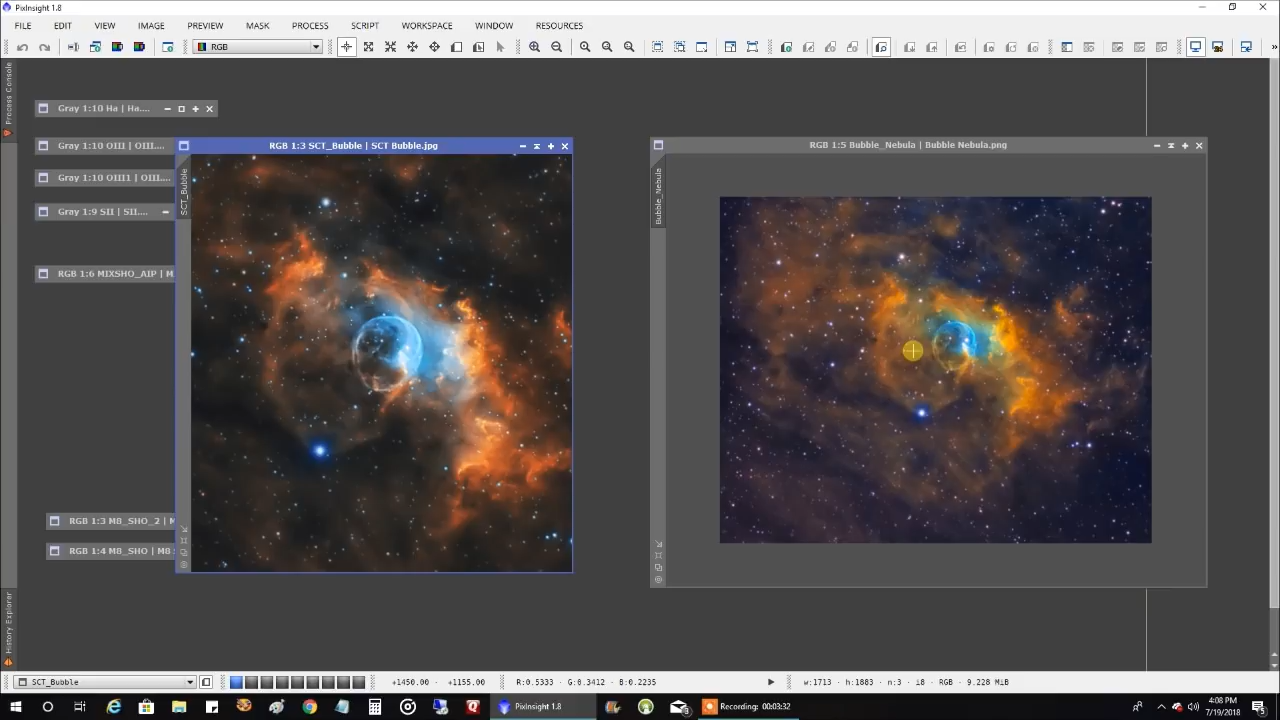 PixInsight 1.8
FILE EDIT VIEW IMAGE PREVIEW MASK PROCESS SCRIPT WORKSPACE WINDOW RESOURCES
RGB
Process Console
Gray 1:10 Ha | Ha....
Gray 1:10 OIII | OIII....
Gray 1:10 OIII1 | OIII....
Gray 1:9 SII | SII....
RGB 1:6 MIXSHO_AIP | M
RGB 1:3 M8_SHO_2 | M
RGB 1:4 M8_SHO | M8
RGB 1:3 SCT_Bubble | SCT Bubble.jpg
SCT_Bubble
RGB 1:5 Bubble_Nebula | Bubble Nebula.png
Bubble_Nebula
History Explorer
SCT_Bubble
+1450.00 · +1155.00
R:0.5333 · G:0.3412 · B:0.2235
w:1713 · h:1883 · n:3 · i8 · RGB · 9.228 MiB
PixInsight 1.8
Recording: 00:03:32
4:08 PM
7/19/2018